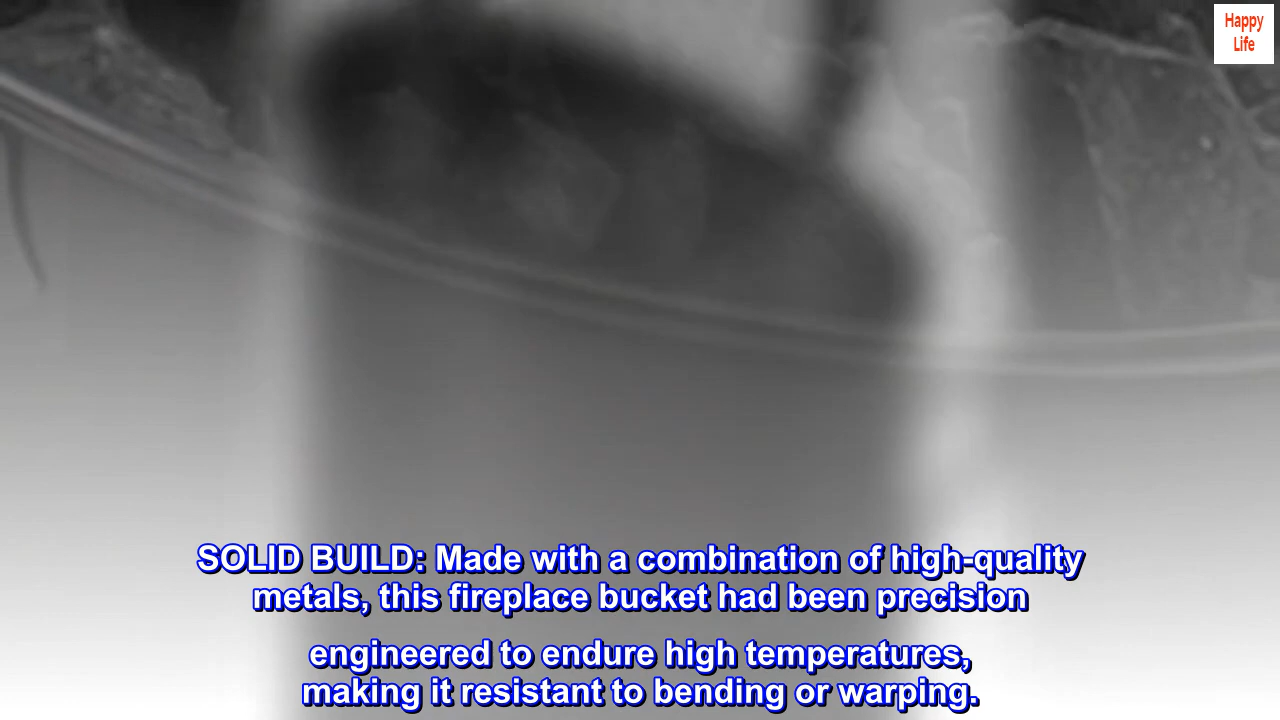 Happy
Life
SOLID BUILD: Made with a combination of high-quality
metals, this fireplace bucket had been precision
engineered to endure high temperatures,
making it resistant to bending or warping.